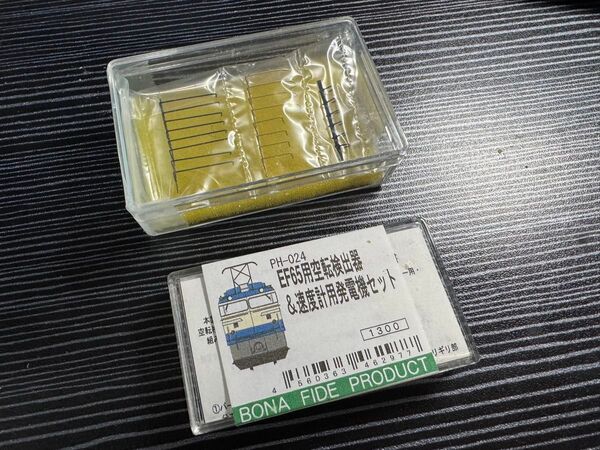 PH-024
EF65用空転検出器
&速度計用発電機セット
1300
4 560363 462977
BONA FIDE PRODUCT